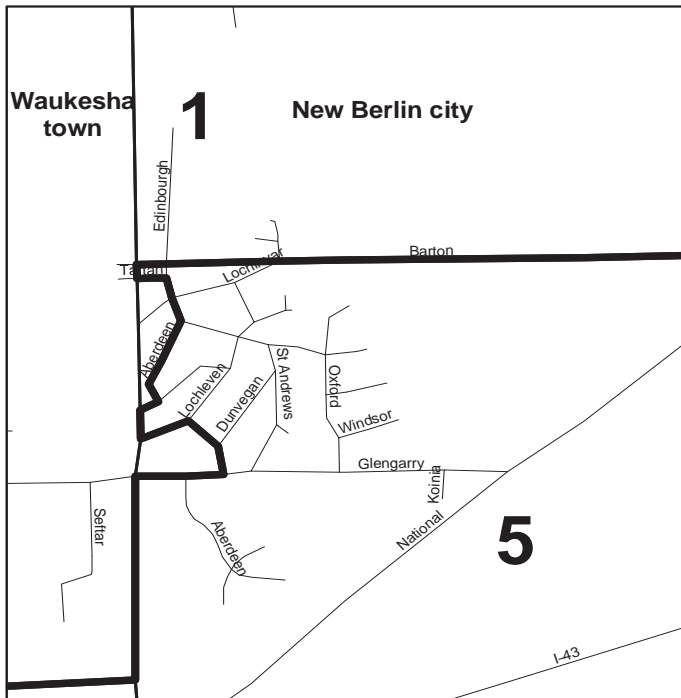 Waukesha
town
1
New Berlin city
Edinbourgh
Barton
Lochinvar
Aberdeen
Lochleven
Dunvegan
St Andrews
Oxford
Windsor
Glengarry
Koinia
National
Seftar
Aberdeen
5
I-43